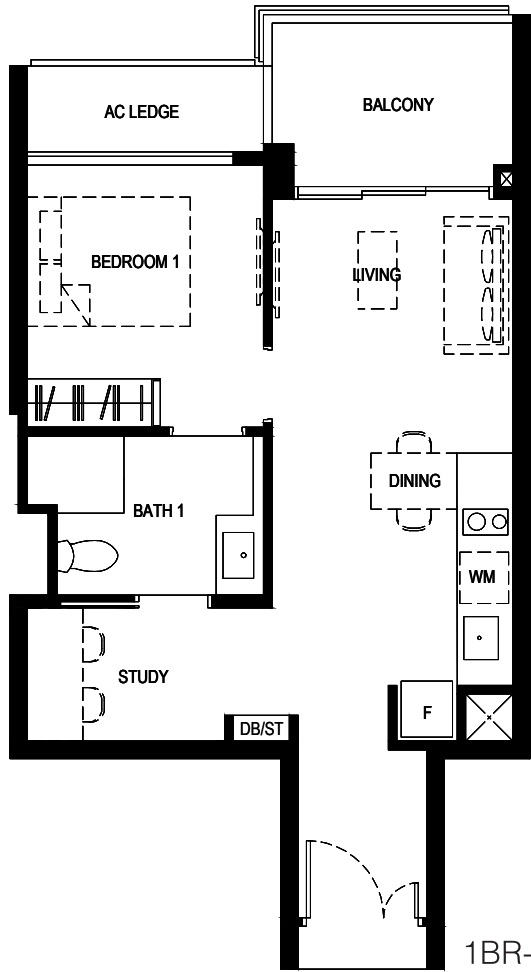 BALCONY
AC LEDGE
BEDROOM 1
LIVING
DINING
BATH 1
WM
STUDY
F
DB/ST
1BR-